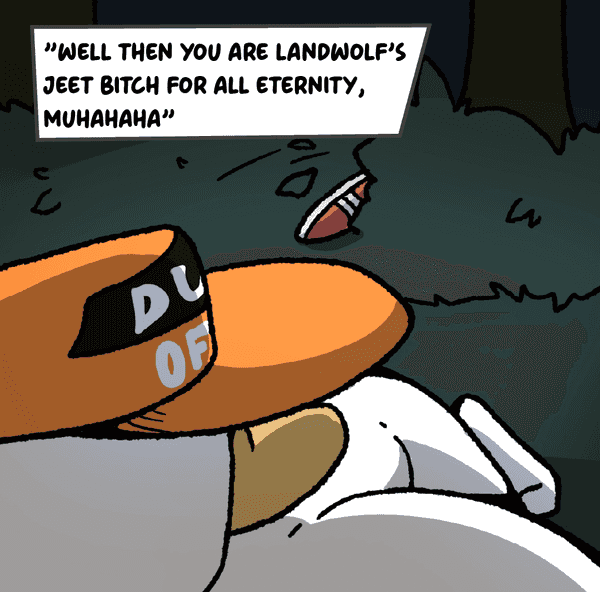 "WELL THEN YOU ARE LANDWOLF'S
JEET BITCH FOR ALL ETERNITY,
MUHAHAHA"
DU
OF